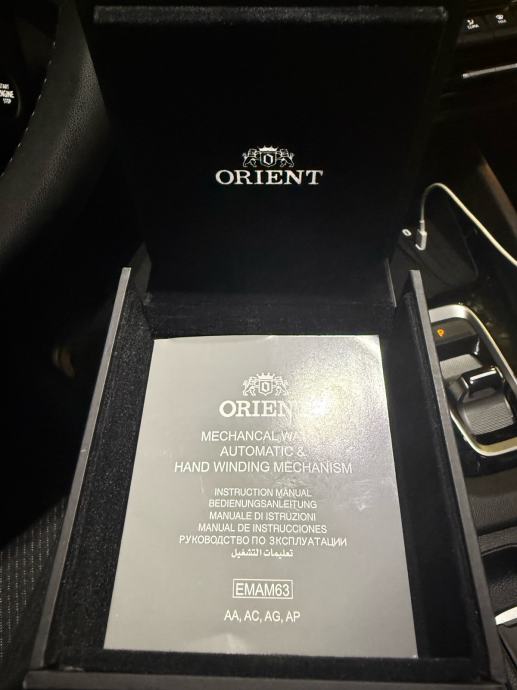 ORIENT
ORIENT
MECHANCAL WA
AUTOMATIC &
HAND WINDING MECHANISM
INSTRUCTION MANUAL
BEDIENUNGSANLEITUNG
MANUALE DI ISTRUZIONI
MANUAL DE INSTRUCCIONES
РУКОВОДСТВО ПО ЭКСПЛУАТАЦИИ
تعليمات التشغيل
EMAM63
AA, AC, AG, AP
STOP
P